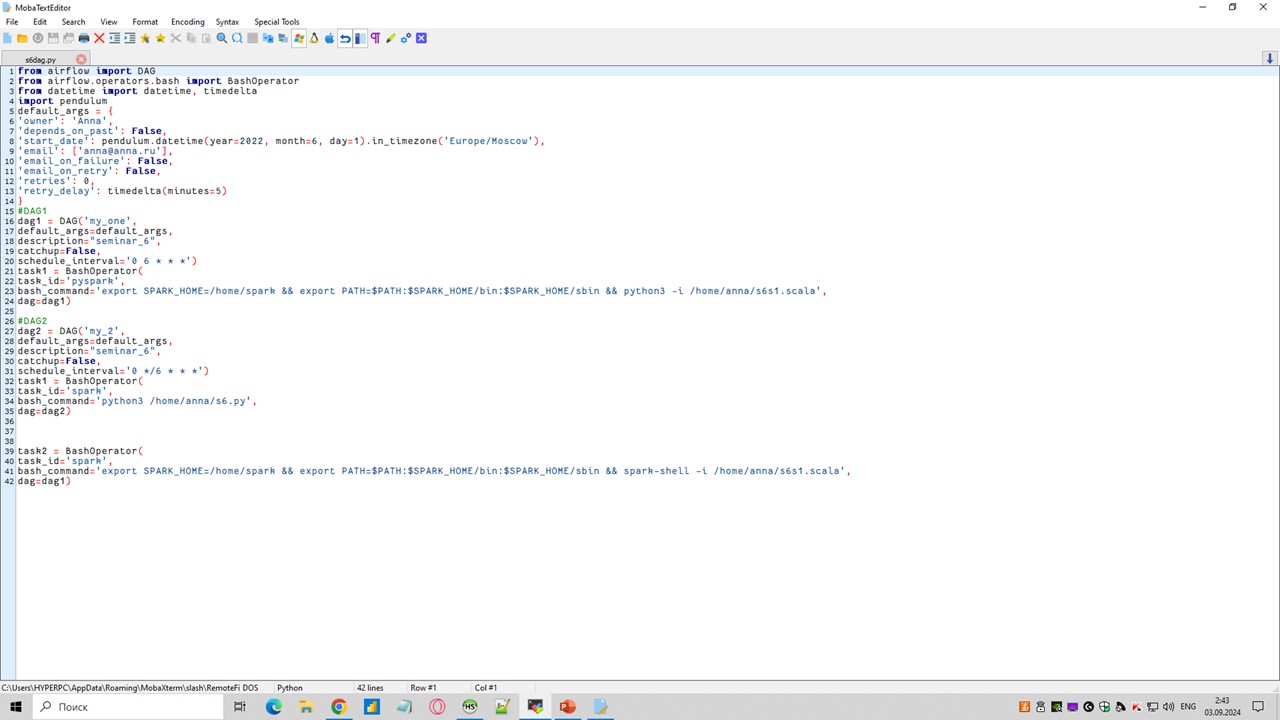 MobaTextEditor
File Edit Search View Format Encoding Syntax Special Tools
s6dag.py
1 from airflow import DAG
2 from airflow.operators.bash import BashOperator
3 from datetime import datetime, timedelta
4 import pendulum
5 default_args = {
6 'owner': 'Anna',
7 'depends_on_past': False,
8 'start_date': pendulum.datetime(year=2022, month=6, day=1).in_timezone('Europe/Moscow'),
9 'email': ['anna@anna.ru'],
10 'email_on_failure': False,
11 'email_on_retry': False,
12 'retries': 0,
13 'retry_delay': timedelta(minutes=5)
14 }
15 #DAG1
16 dag1 = DAG('my_one',
17 default_args=default_args,
18 description="seminar_6",
19 catchup=False,
20 schedule_interval='0 6 * * *')
21 task1 = BashOperator(
22 task_id='pyspark',
23 bash_command='export SPARK_HOME=/home/spark && export PATH=$PATH:$SPARK_HOME/bin:$SPARK_HOME/sbin && python3 -i /home/anna/s6s1.scala',
24 dag=dag1)
25
26 #DAG2
27 dag2 = DAG('my_2',
28 default_args=default_args,
29 description="seminar_6",
30 catchup=False,
31 schedule_interval='0 */6 * * *')
32 task1 = BashOperator(
33 task_id='spark',
34 bash_command='python3 /home/anna/s6.py',
35 dag=dag2)
36
37
38
39 task2 = BashOperator(
40 task_id='spark',
41 bash_command='export SPARK_HOME=/home/spark && export PATH=$PATH:$SPARK_HOME/bin:$SPARK_HOME/sbin && spark-shell -i /home/anna/s6s1.scala',
42 dag=dag1)
C:\Users\HYPERPC\AppData\Roaming\MobaXterm\slash\RemoteFi DOS Python 42 lines Row #1 Col #1
Поиск
ENG
2:43
03.09.2024